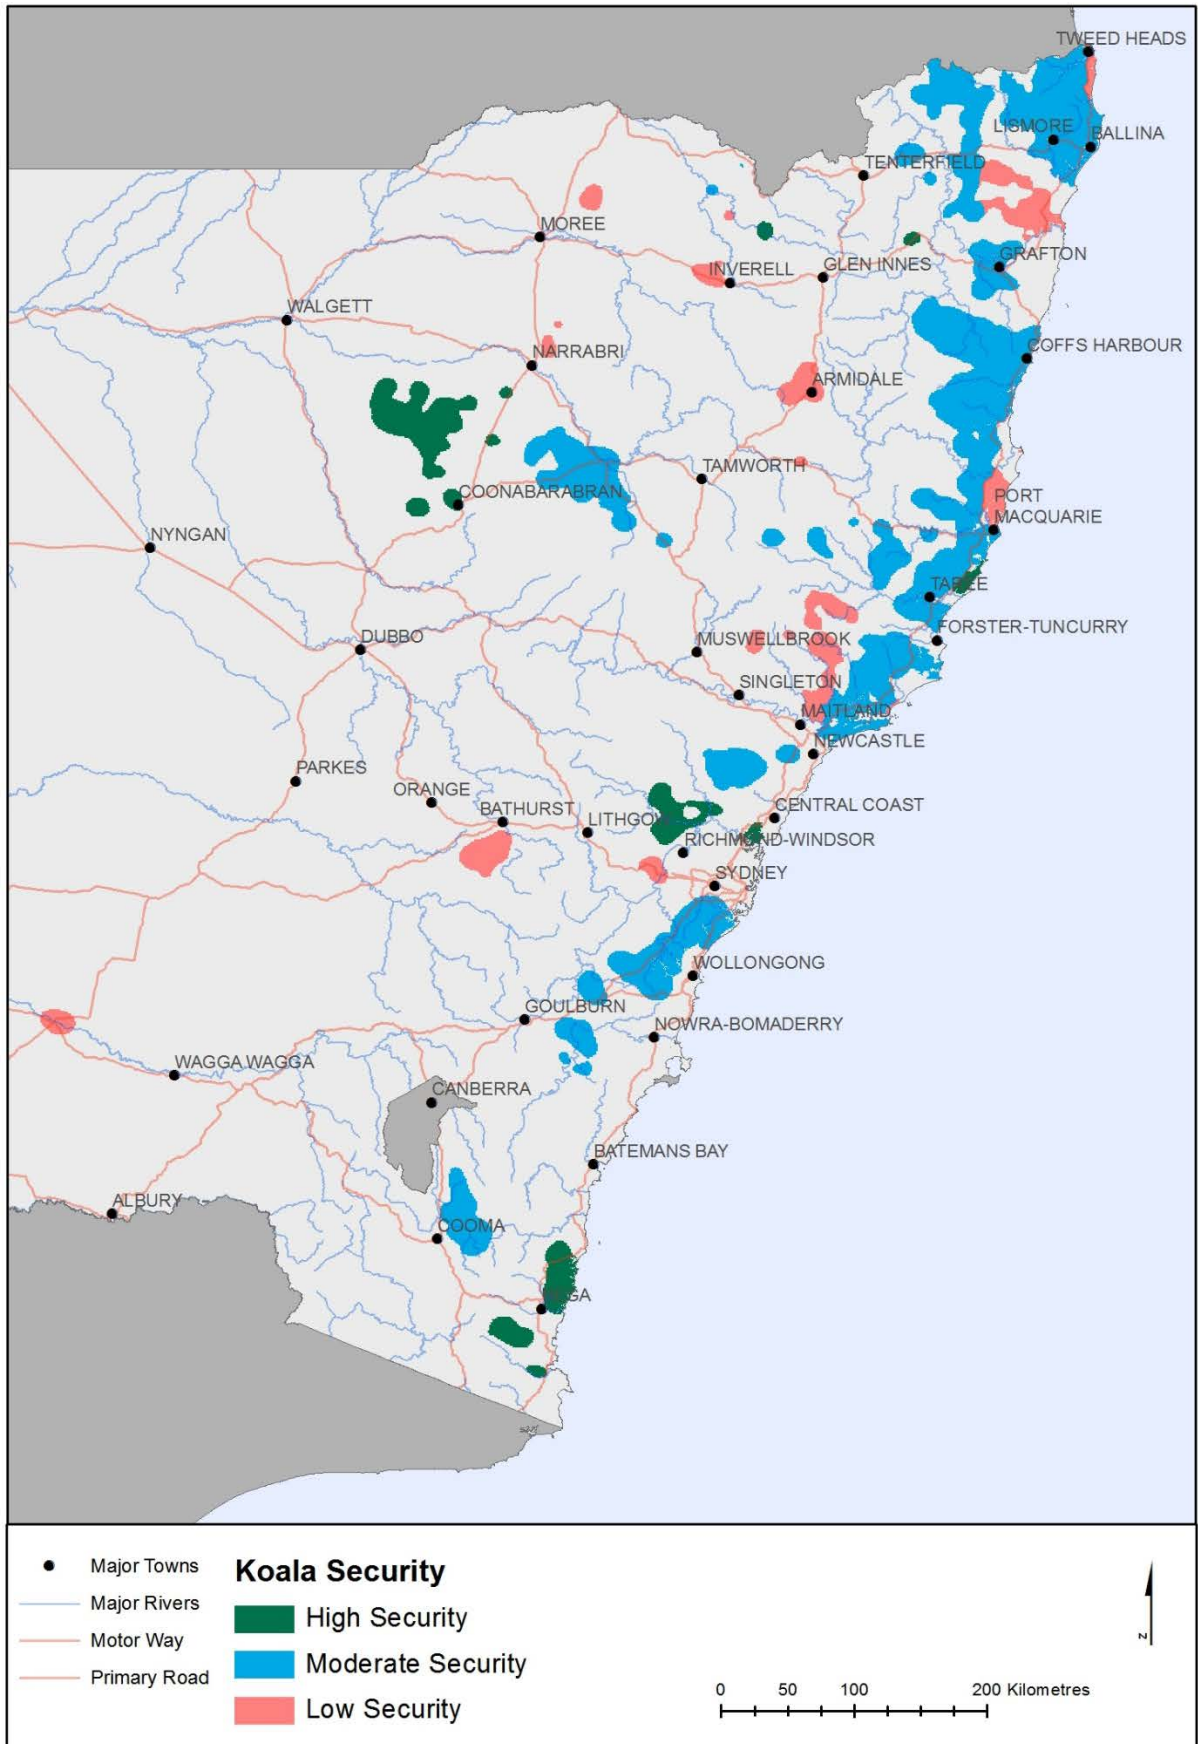 TWEED HEADS
LISMORE
BALLINA
TENTERFIELD
MOREE
GRAFTON
INVERELL
GLEN INNES
WALGETT
COFFS HARBOUR
NARRABRI
ARMIDALE
TAMWORTH
COONABARABRAN
PORT
MACQUARIE
NYNGAN
TAREE
FORSTER-TUNCURRY
DUBBO
MUSWELLBROOK
SINGLETON
MAITLAND
NEWCASTLE
PARKES
ORANGE
BATHURST
LITHGOW
CENTRAL COAST
RICHMOND-WINDSOR
SYDNEY
WOLLONGONG
GOULBURN
NOWRA-BOMADERRY
WAGGA WAGGA
CANBERRA
BATEMANS BAY
ALBURY
COOMA
BEGA
Major Towns
Major Rivers
Motor Way
Primary Road
Koala Security
High Security
Moderate Security
Low Security
N
0 50 100 200 Kilometres